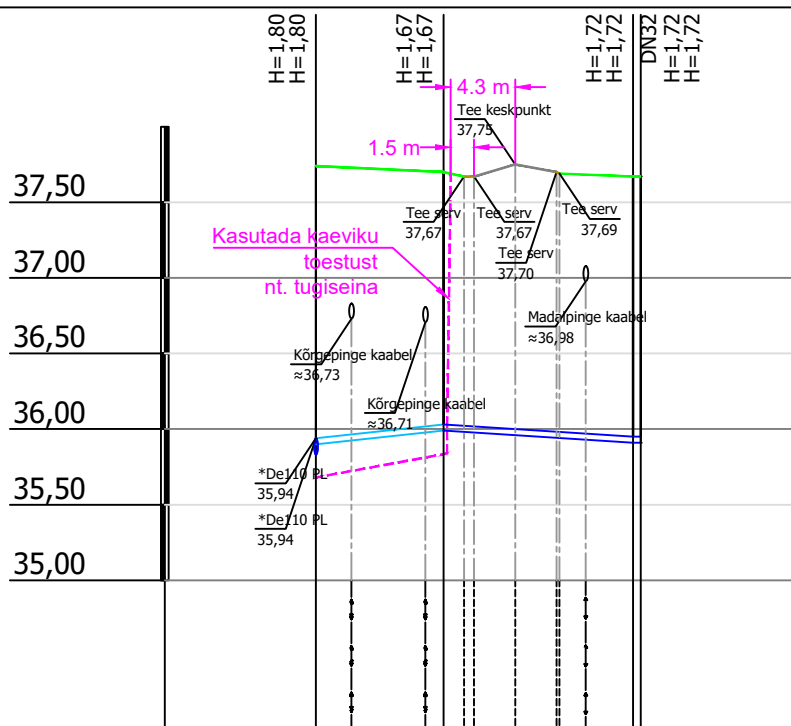 H=1,80
H=1,80
H=1,67
H=1,67
H=1,72
H=1,72
DN32
H=1,72
H=1,72
4.3 m
Tee keskpunkt
37,75
1.5 m
37,50
Tee serv
37,67
Tee serv
37,67
Tee serv
37,69
Tee serv
37,70
Kasutada kaeviku
toestust
nt. tugiseina
37,00
Madalpinge kaabel
≈36,98
36,50
Kõrgepinge kaabel
≈36,73
Kõrgepinge kaabel
≈36,71
36,00
*De110 PL
35,94
35,50
*De110 PL
35,94
35,00